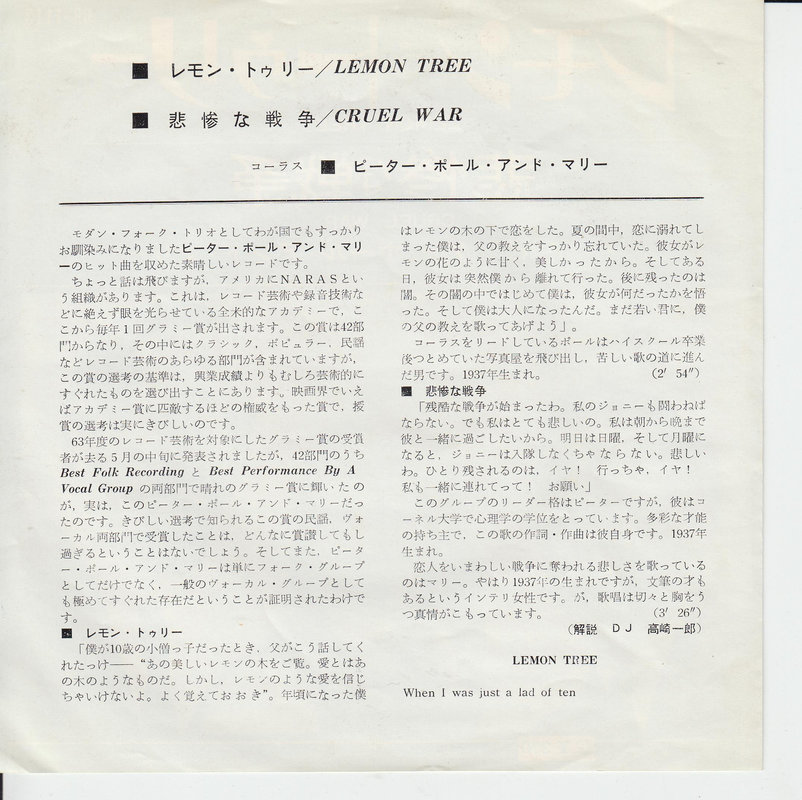 ■ レモン・トゥリー/LEMON TREE
■ 悲惨な戦争/CRUEL WAR
コーラス ■ ピーター・ポール・アンド・マリー
モダン・フォーク・トリオとしてわが国でもすっかり
お馴染みになりましたピーター・ポール・アンド・マリ
ーのヒット曲を収めた素晴しいレコードです。
ちょっと話は飛びますが、アメリカにNARASとい
う組織があります。これは、レコード芸術や録音技術な
どに絶えず眼を光らせている全米的なアカデミーで、こ
こから毎年1回グラミー賞が出されます。この賞は42部
門からなり、その中にはクラシック、ポピュラー、民謡
などレコード芸術のあらゆる部門が含まれていますが、
この賞の選考の基準は、興業成績よりもむしろ芸術的に
すぐれたものを選び出すことにあります。映画界でいえ
ばアカデミー賞に匹敵するほどの権威をもった賞で、授
賞の選考は実にきびしいのです。
63年度のレコード芸術を対象にしたグラミー賞の受賞
者が去る5月の中旬に発表されましたが、42部門のうち
Best Folk Recording と Best Performance By A
Vocal Group の両部門で晴れのグラミー賞に輝いたの
が、実は、このピーター・ポール・アンド・マリーだっ
たのです。きびしい選考で知られるこの賞の民謡、ヴォ
ーカル両部門で受賞したことは、どんなに賞讃してもし
過ぎるということはないでしょう。そしてまた、ピータ
ー・ポール・アンド・マリーは単にフォーク・グループ
としてだけでなく、一般のヴォーカル・グループとして
も極めてすぐれた存在だということが証明されたわけで
す。
■ レモン・トゥリー
「僕が10歳の小僧っ子だったとき、父がこう話してく
れたっけ――“あの美しいレモンの木をご覧。愛とはあ
の木のようなものだ。しかし、レモンのような愛を信じ
ちゃいけないよ。よく覚えておおき”。年頃になった僕
はレモンの木の下で恋をした。夏の間中、恋に溺れてし
まった僕は、父の教えをすっかり忘れていた。彼女がレ
モンの花のように甘く、美しかったから。そしてある
日、彼女は突然僕から離れて行った。後に残ったのは
闇。その闇の中ではじめて僕は、彼女が何だったかを悟
った。そして僕は大人になったんだ。まだ若い君に、僕
の父の教えを歌ってあげよう」。
コーラスをリードしているポールはハイスクール卒業
後つとめていた写真屋を飛び出し、苦しい歌の道に進ん
だ男です。1937年生まれ。 (2′ 54″)
■ 悲惨な戦争
「残酷な戦争が始まったわ。私のジョニーも闘わねば
ならない。でも私はとても悲しいの。私は朝から晩まで
彼と一緒に過ごしたいから。明日は日曜、そして月曜に
なると、ジョニーは入隊しなくちゃならない。悲しい
わ。ひとり残されるのは、イヤ! 行っちゃ、イヤ!
私も一緒に連れてって! お願い」
このグループのリーダー格はピーターですが、彼はコ
ーネル大学で心理学の学位をとっています。多彩な才能
の持ち主で、この歌の作詞・作曲は彼自身です。1937年
生まれ。
恋人をいまわしい戦争に奪われる悲しさを歌っている
のはマリー。やはり1937年の生まれですが、文筆の才も
あるというインテリ女性です。が、歌唱は切々と胸をう
つ真情がこもっています。 (3′ 26″)
(解説 DJ 高崎一郎)
LEMON TREE
When I was just a lad of ten